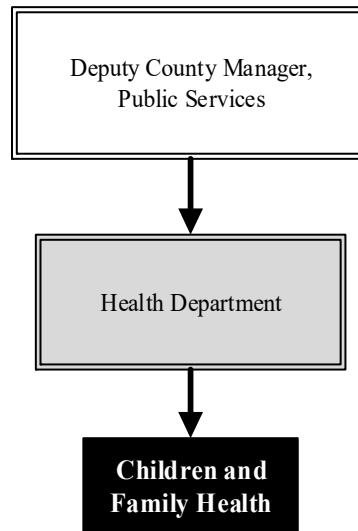 Deputy County Manager,
Public Services
Health Department
Children and
Family Health